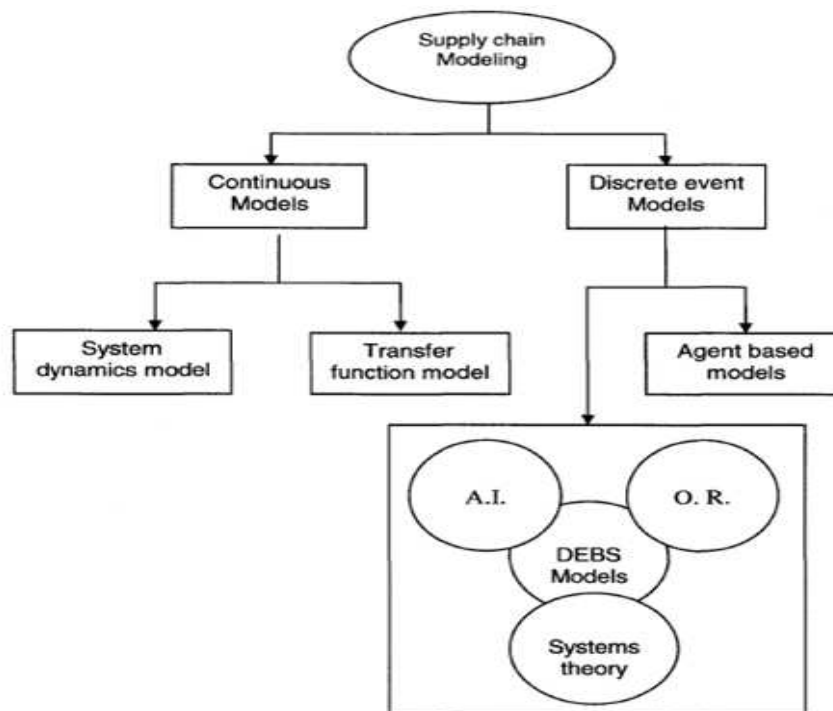 Supply chain
Modeling
Continuous
Models
Discrete event
Models
System
dynamics model
Transfer
function model
Agent based
models
A.I.
O. R.
DEBS
Models
Systems
theory